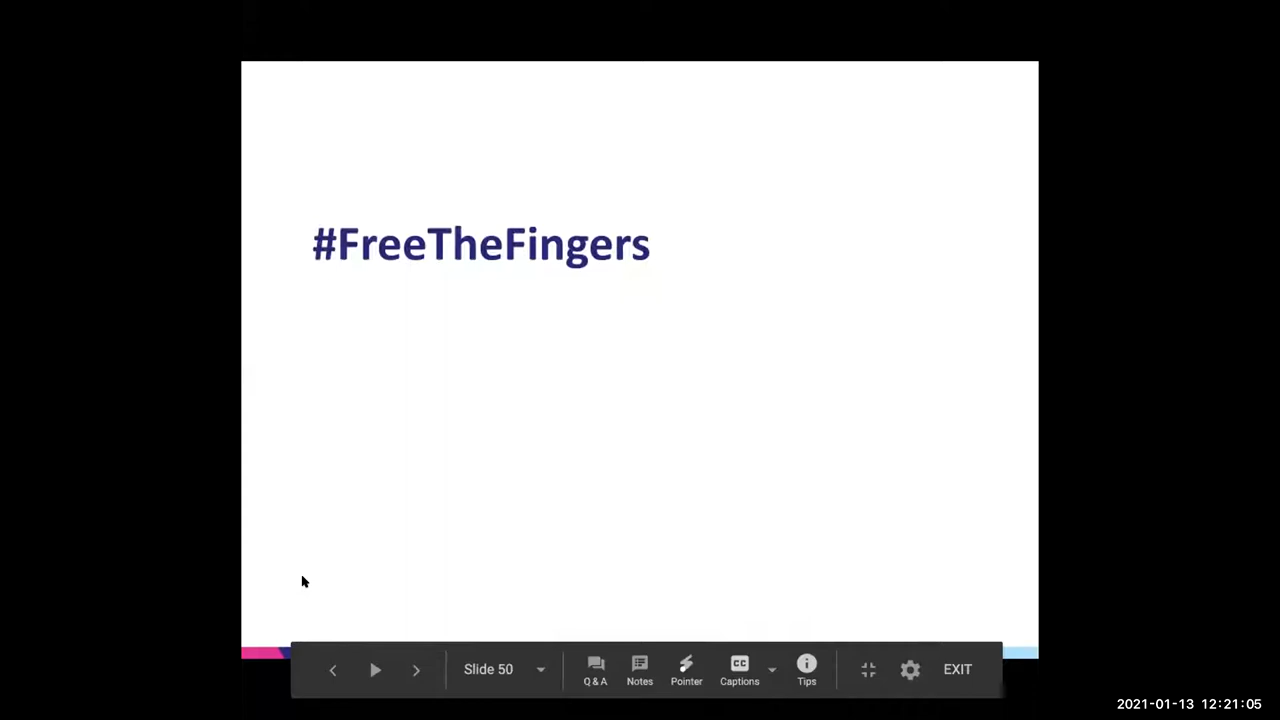 #FreeTheFingers
Slide 50
Q & A
Notes
Pointer
CC
Captions
Tips
EXIT
2021-01-13 12:21:05